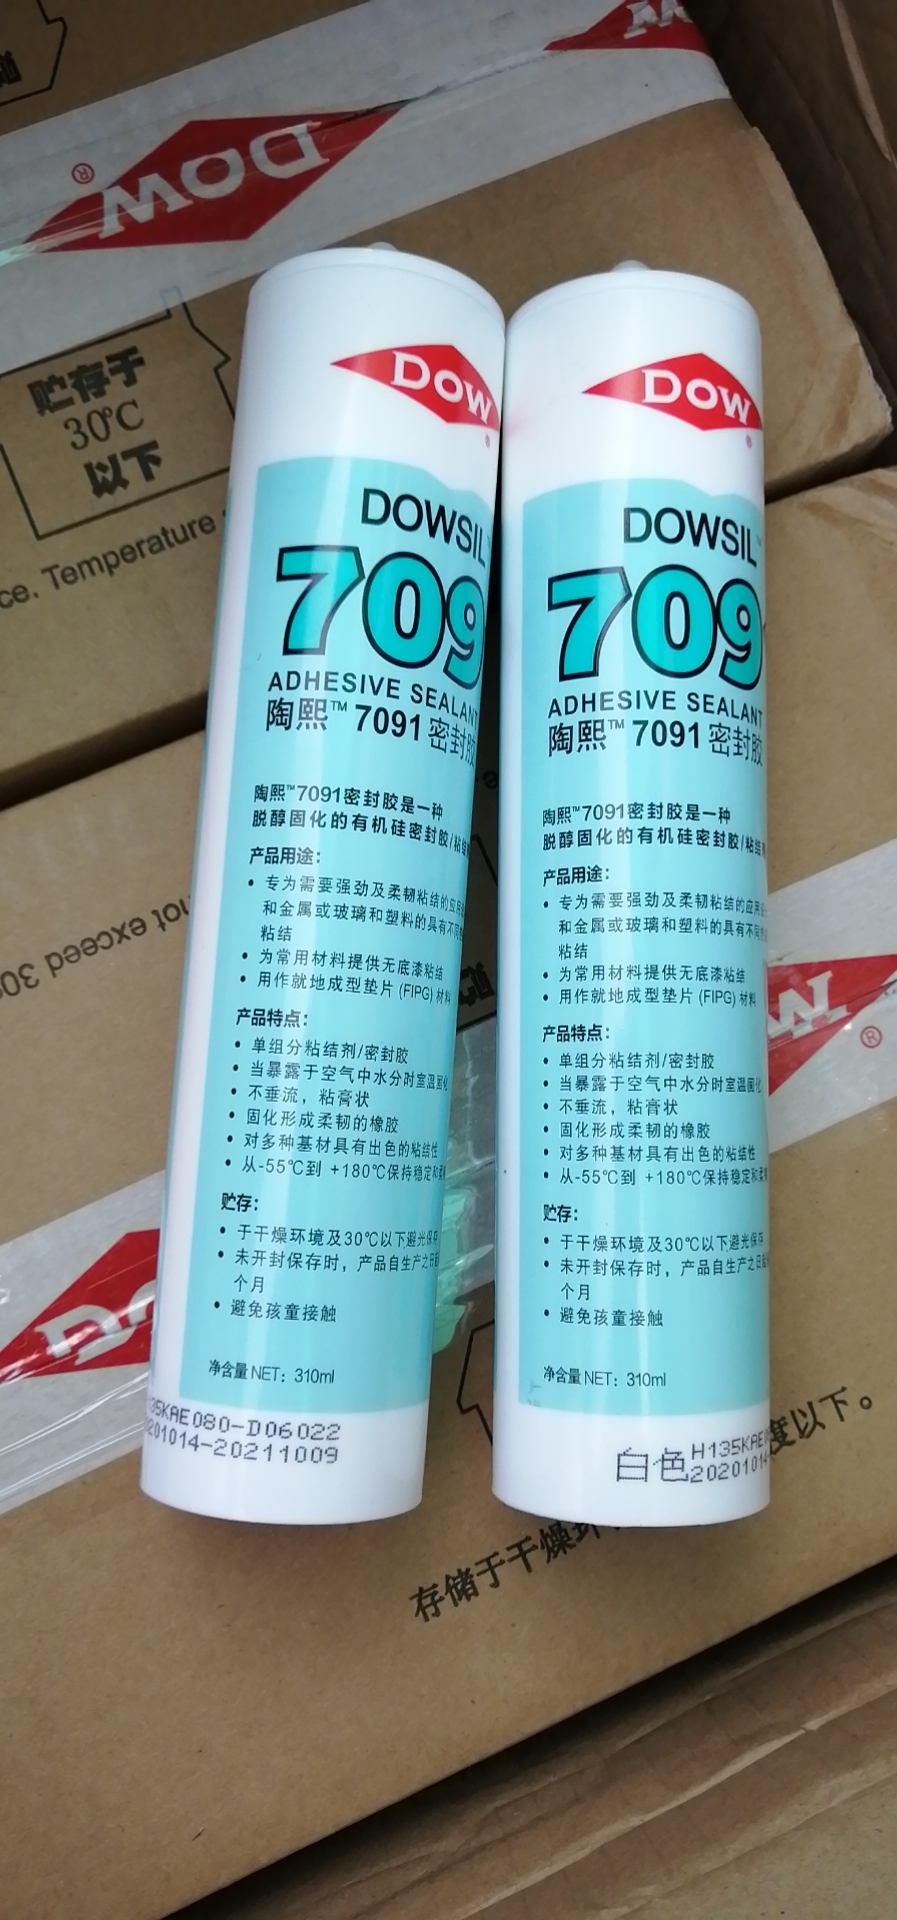 DOW
®
贮存于
30℃
以下
ce. Temperature
not exceed 30
DOW
®
DOWSIL
709
ADHESIVE SEALANT
陶熙™ 7091密封胶
陶熙™7091密封胶是一种
脱醇固化的有机硅密封胶/粘结
产品用途：
• 专为需要强劲及柔韧粘结的应用
和金属或玻璃和塑料的具有不同
粘结
• 为常用材料提供无底漆粘结
• 用作就地成型垫片 (FIPG) 材料
产品特点：
• 单组分粘结剂/密封胶
• 当暴露于空气中水分时室温固化
• 不垂流，粘膏状
• 固化形成柔韧的橡胶
• 对多种基材具有出色的粘结性
• 从-55℃到 +180℃保持稳定和柔
贮存：
• 于干燥环境及30℃以下避光保存
• 未开封保存时，产品自生产之日起
个月
• 避免孩童接触
净含量 NET：310ml
35KAE080-D06022
201014-20211009
DOW
®
DOWSIL™
709
ADHESIVE SEALANT
陶熙™ 7091密封胶
陶熙™7091密封胶是一种
脱醇固化的有机硅密封胶/粘结
产品用途：
• 专为需要强劲及柔韧粘结的应用
和金属或玻璃和塑料的具有不同
粘结
• 为常用材料提供无底漆粘结
• 用作就地成型垫片 (FIPG) 材料
产品特点：
• 单组分粘结剂/密封胶
• 当暴露于空气中水分时室温固化
• 不垂流，粘膏状
• 固化形成柔韧的橡胶
• 对多种基材具有出色的粘结性
• 从-55℃到 +180℃保持稳定和柔
贮存：
• 于干燥环境及30℃以下避光保存
• 未开封保存时，产品自生产之日起
个月
• 避免孩童接触
净含量 NET：310ml
白色 H135KAE
20201014
®
存储于干燥环
度以下。